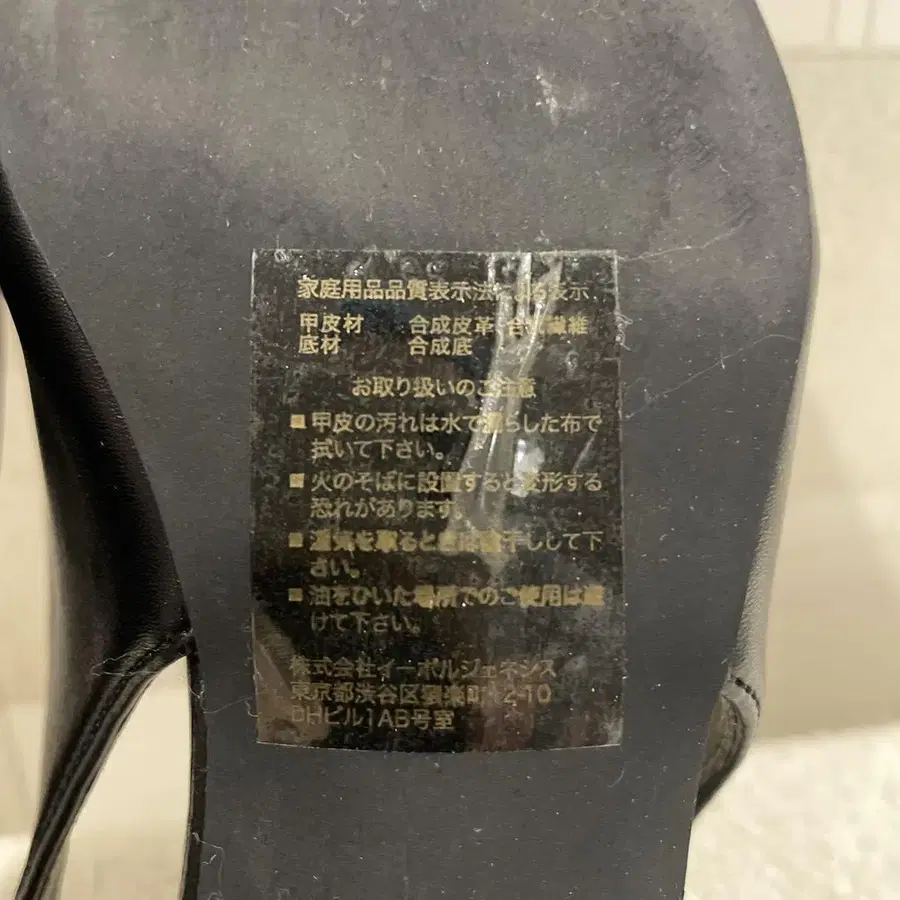 家庭用品品質表示法による表示
甲皮材 合成皮革、合成繊維
底材 合成底
お取り扱いのご注意
■甲皮の汚れは水で濡らした布で
拭いて下さい。
■火のそばに設置すると変形する
恐れがあります。
■湿気を取るときは陰干しして下
さい。
■油をひいた場所でのご使用は避
けて下さい。
株式会社イーボルジェネシス
東京都渋谷区猿楽町12-10
BHビル1AB号室